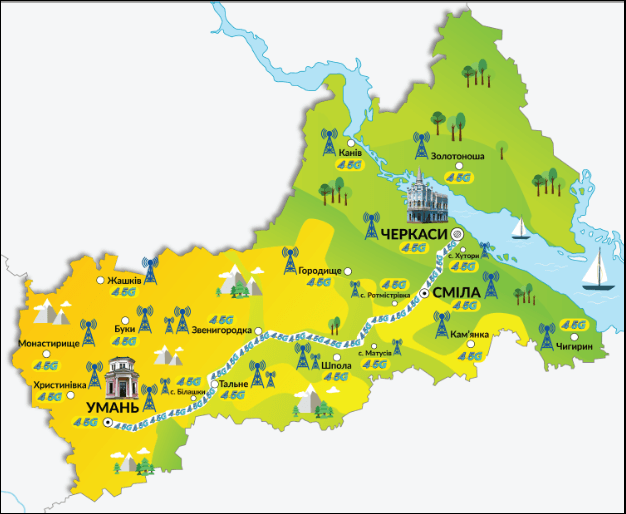 Канів
4.5G
Золотоноша
4.5G
ЧЕРКАСИ
4.5G
с. Хутори
4.5G
Городище
4.5G
Жашків
4.5G
4.5G
с. Ротмістрівка
СМІЛА
4.5G
Буки
4.5G
Звенигородка
4.5G
Кам'янка
4.5G
4.5G
Чигирин
Монастирище
4.5G
с. Матусів
4.5G
Шпола
4.5G
Христинівка
4.5G
4.5G
с. Білашки
Тальне
4.5G
УМАНЬ
4.5G